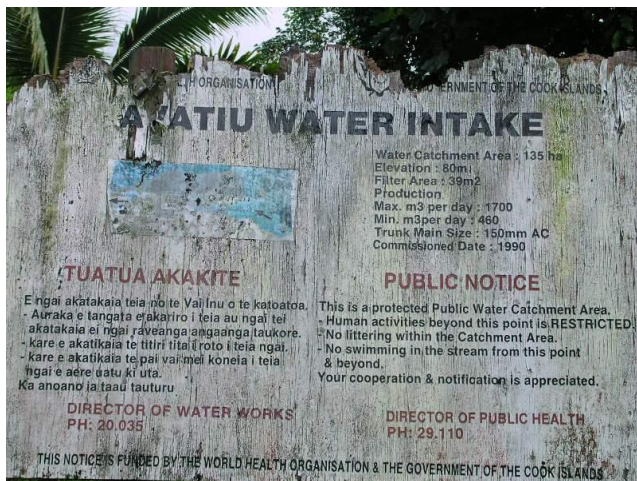 LTH ORGANISATION
ERNMENT OF THE COOK ISLANDS
AVATIU WATER INTAKE
Water Catchment Area : 135 ha
Elevation : 80m
Filter Area : 39m2
Production
Max. m3 per day : 1700
Min. m3per day : 460
Trunk Main Size : 150mm AC
Commissioned Date : 1990
TUATUA AKAKITE
E ngai akatakaia teia no te Vai Inu o te katoatoa.
- Auraka e tangata e akariro i teia au ngai tei
akatakaia ei ngai raveanga angaanga taukore.
- kare e akatikaia te titiri tita i roto i teia ngai.
- kare e akatikaia te pai vai mei koneia i teia
ngai e aere uatu ki uta.
Ka anoano ia taau tauturu
DIRECTOR OF WATER WORKS
PH: 20.035
PUBLIC NOTICE
This is a protected Public Water Catchment Area.
- Human activities beyond this point is RESTRICTED.
- No littering within the Catchment Area.
- No swimming in the stream from this point
& beyond.
Your cooperation & notification is appreciated.
DIRECTOR OF PUBLIC HEALTH
PH: 29.110
THIS NOTICE IS FUNDED BY THE WORLD HEALTH ORGANISATION & THE GOVERNMENT OF THE COOK ISLANDS